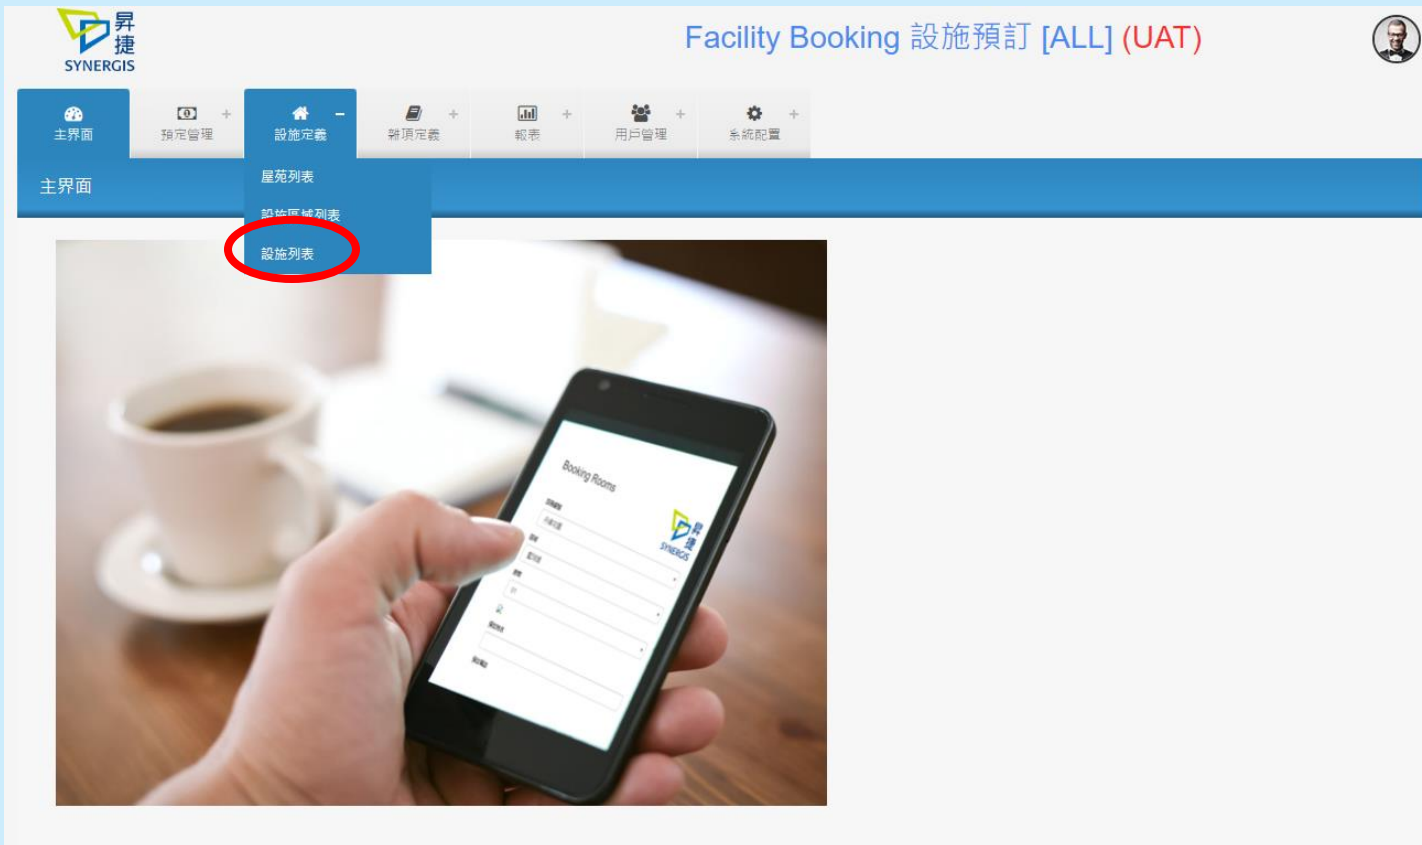 昇
捷
SYNERGIS
Facility Booking 設施預訂 [ALL] (UAT)
主界面
預定管理
設施定義
雜項定義
報表
用戶管理
系統配置
主界面
屋苑列表
設施區域列表
設施列表
Booking Rooms
昇
捷
SYNERGIS